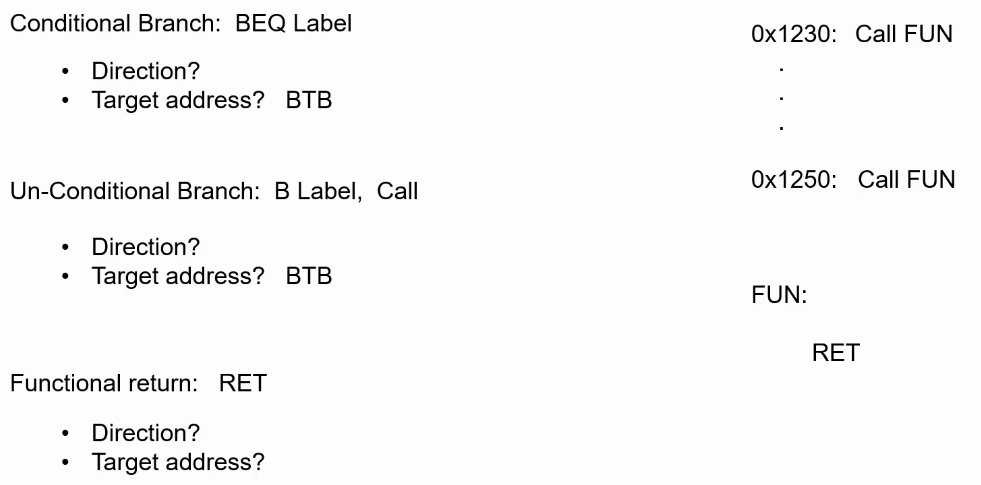 Conditional Branch: BEQ Label
• Direction?
• Target address? BTB
Un-Conditional Branch: B Label, Call
• Direction?
• Target address? BTB
Functional return: RET
• Direction?
• Target address?
0x1230: Call FUN
.
.
.
0x1250: Call FUN
FUN:
RET